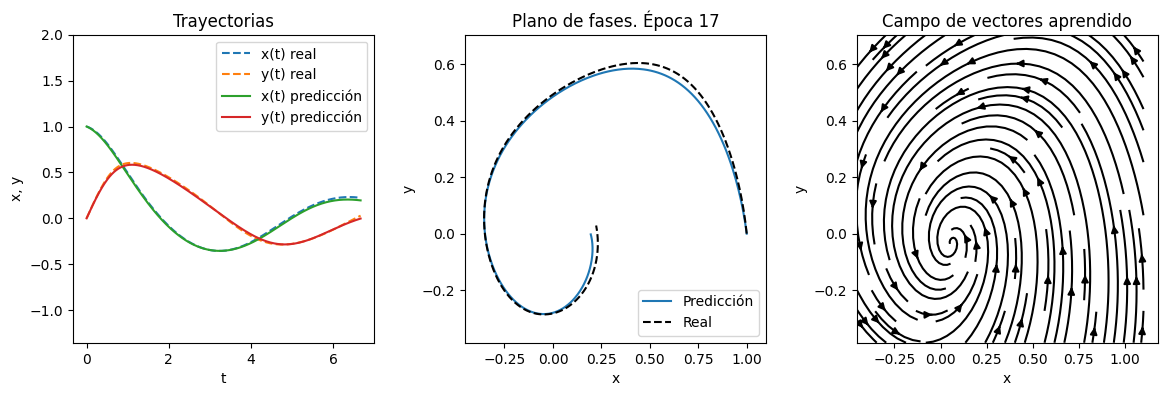 Trayectorias
2.0
1.5
1.0
0.5
0.0
−0.5
−1.0
x, y
0
2
4
6
t
x(t) real
y(t) real
x(t) predicción
y(t) predicción
Plano de fases. Época 17
0.6
0.4
0.2
0.0
−0.2
y
−0.25
0.00
0.25
0.50
0.75
1.00
x
Predicción
Real
Campo de vectores aprendido
0.6
0.4
0.2
0.0
−0.2
y
−0.25
0.00
0.25
0.50
0.75
1.00
x